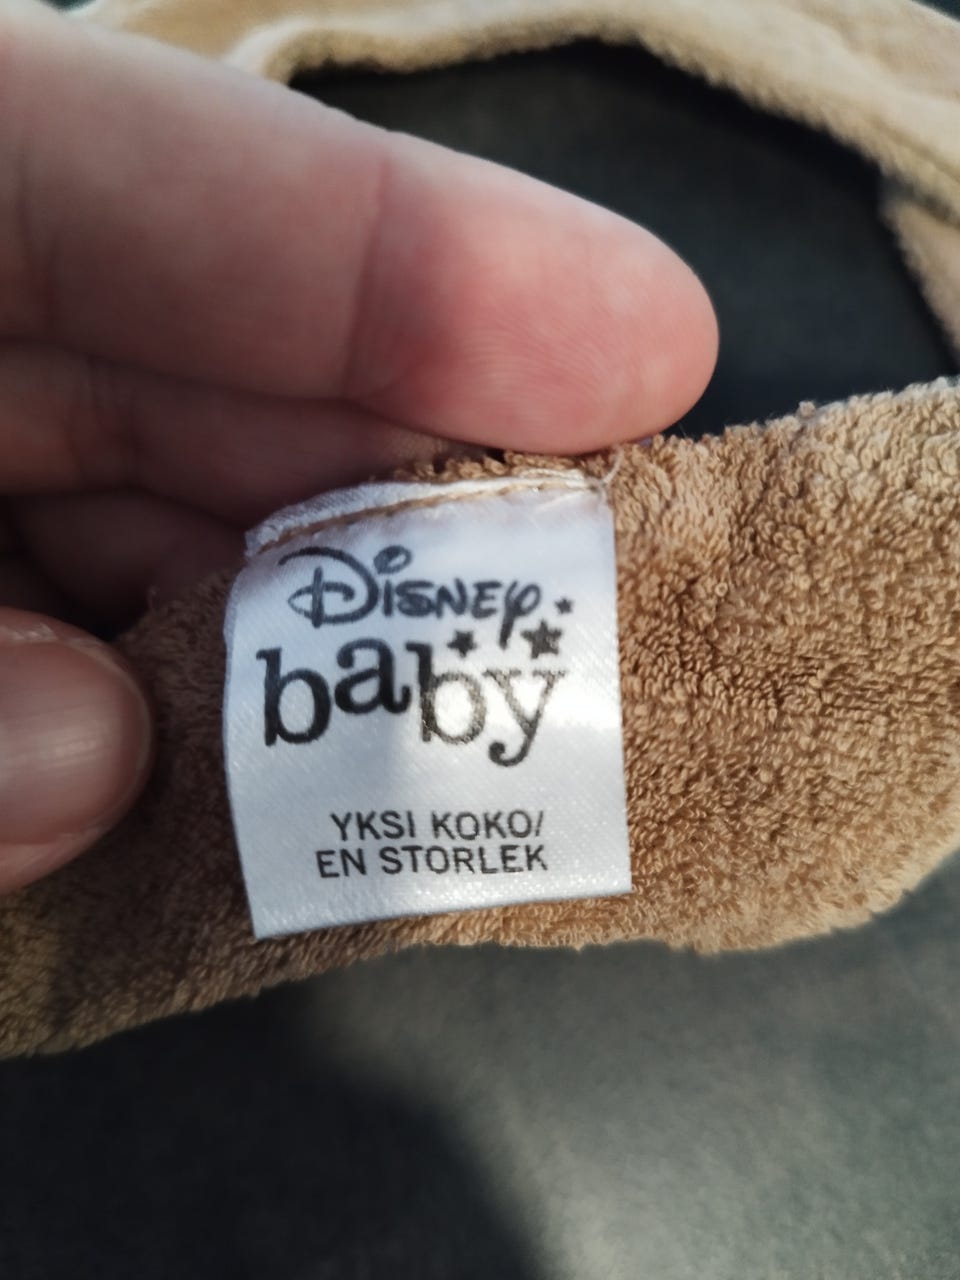 Disney
baby
YKSI KOKO/
EN STORLEK